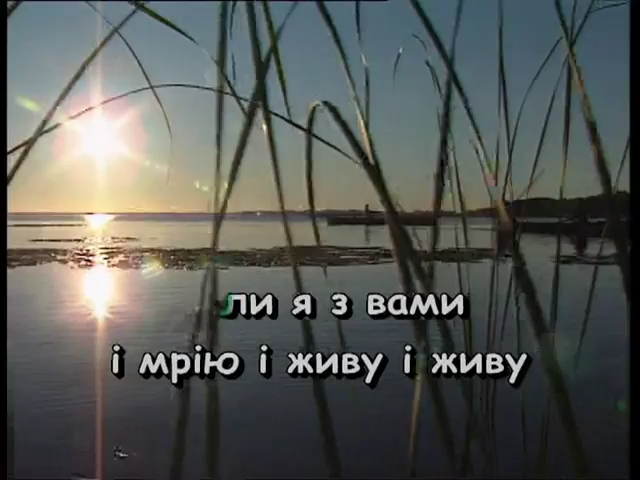 ли я з вами
і мрію і живу і живу